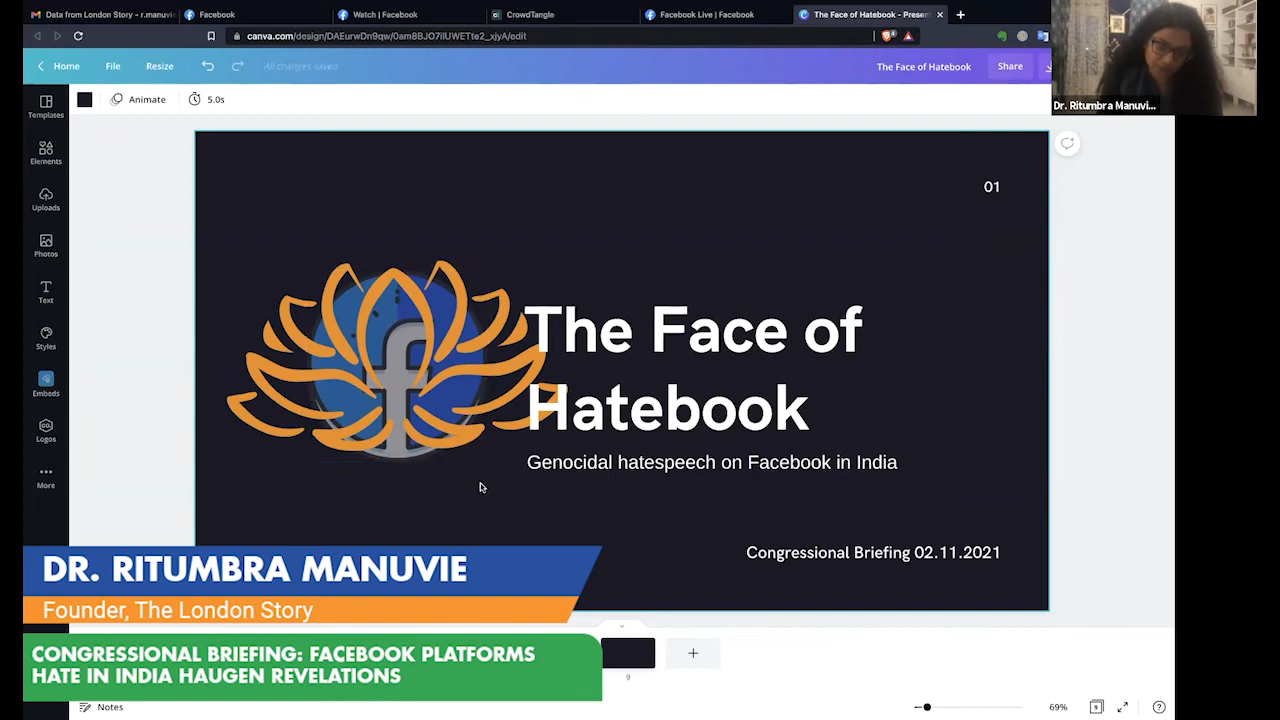 Data from London Story - r.manuvi
Facebook
Watch | Facebook
CrowdTangle
Facebook Live | Facebook
The Face of Hatebook - Presen
canva.com/design/DAEurwDn9qw/0am8BJO7iIUWETte2_xjyA/edit
Home
File
Resize
All changes saved
The Face of Hatebook
Share
Dr. Ritumbra Manuvi...
Animate
5.0s
Templates
Elements
Uploads
Photos
Text
Styles
Embeds
Logos
More
01
f
The Face of
Hatebook
Genocidal hatespeech on Facebook in India
Congressional Briefing 02.11.2021
DR. RITUMBRA MANUVIE
Founder, The London Story
CONGRESSIONAL BRIEFING: FACEBOOK PLATFORMS
HATE IN INDIA HAUGEN REVELATIONS
9
Notes
69%
9